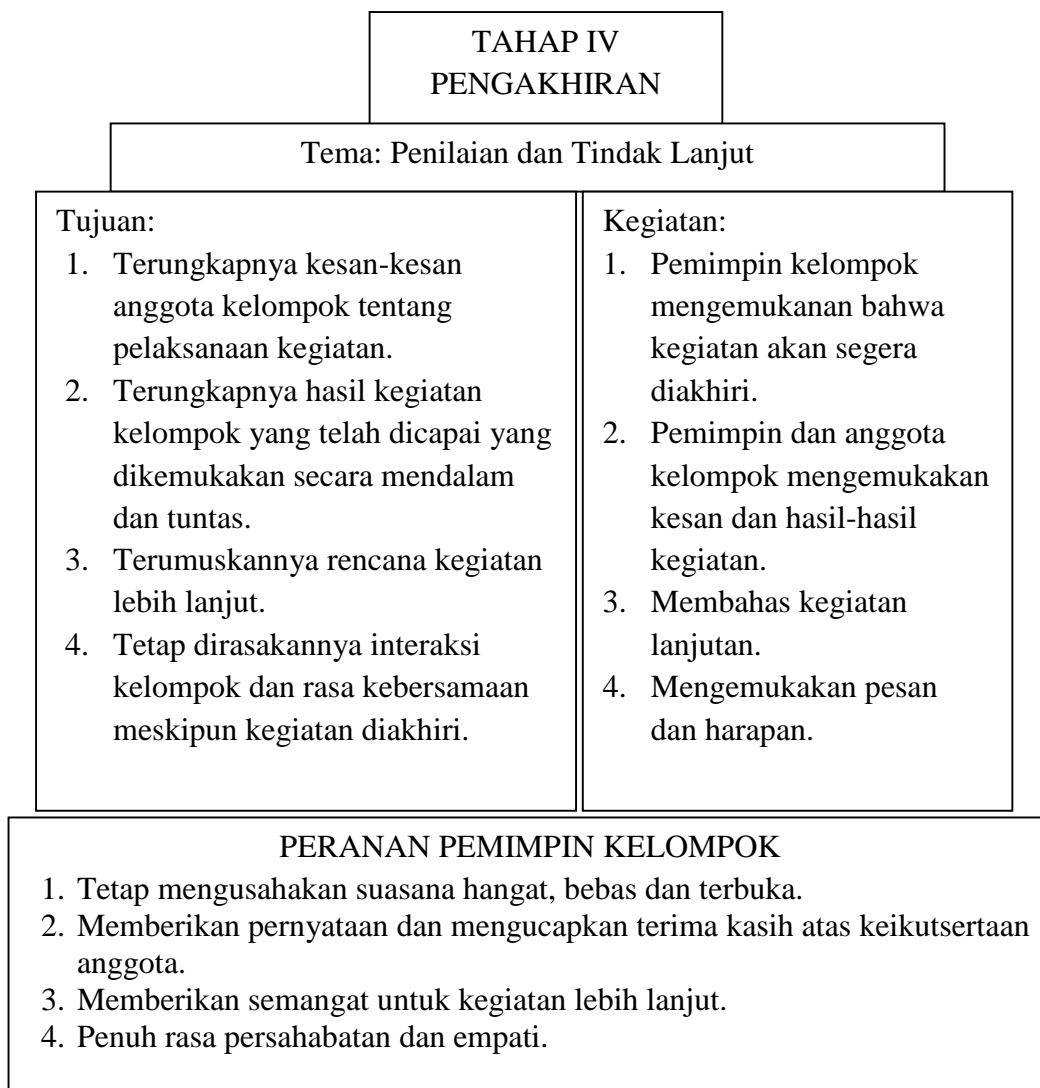 TAHAP IV
PENGAKHIRAN
Tema: Penilaian dan Tindak Lanjut
Tujuan:
1. Terungkapnya kesan-kesan
anggota kelompok tentang
pelaksanaan kegiatan.
2. Terungkapnya hasil kegiatan
kelompok yang telah dicapai yang
dikemukakan secara mendalam
dan tuntas.
3. Terumuskannya rencana kegiatan
lebih lanjut.
4. Tetap dirasakannya interaksi
kelompok dan rasa kebersamaan
meskipun kegiatan diakhiri.
Kegiatan:
1. Pemimpin kelompok
mengemukanan bahwa
kegiatan akan segera
diakhiri.
2. Pemimpin dan anggota
kelompok mengemukakan
kesan dan hasil-hasil
kegiatan.
3. Membahas kegiatan
lanjutan.
4. Mengemukakan pesan
dan harapan.
PERANAN PEMIMPIN KELOMPOK
1. Tetap mengusahakan suasana hangat, bebas dan terbuka.
2. Memberikan pernyataan dan mengucapkan terima kasih atas keikutsertaan
anggota.
3. Memberikan semangat untuk kegiatan lebih lanjut.
4. Penuh rasa persahabatan dan empati.